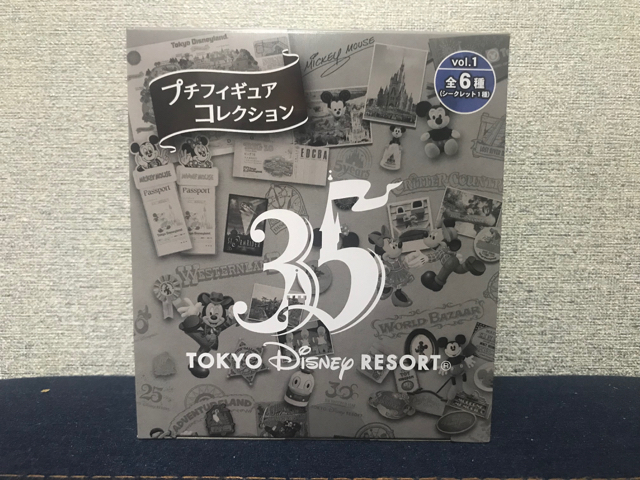 Tokyo Disneyland
MICKEY MOUSE
プチフィギュア
コレクション
vol.1
全6種
(シークレット1種)
Passport
Passport
WESTERNLAND
35
WORLD BAZAAR
TOKYO DISNEY RESORT®
25th
30th
ADVENTURELAND